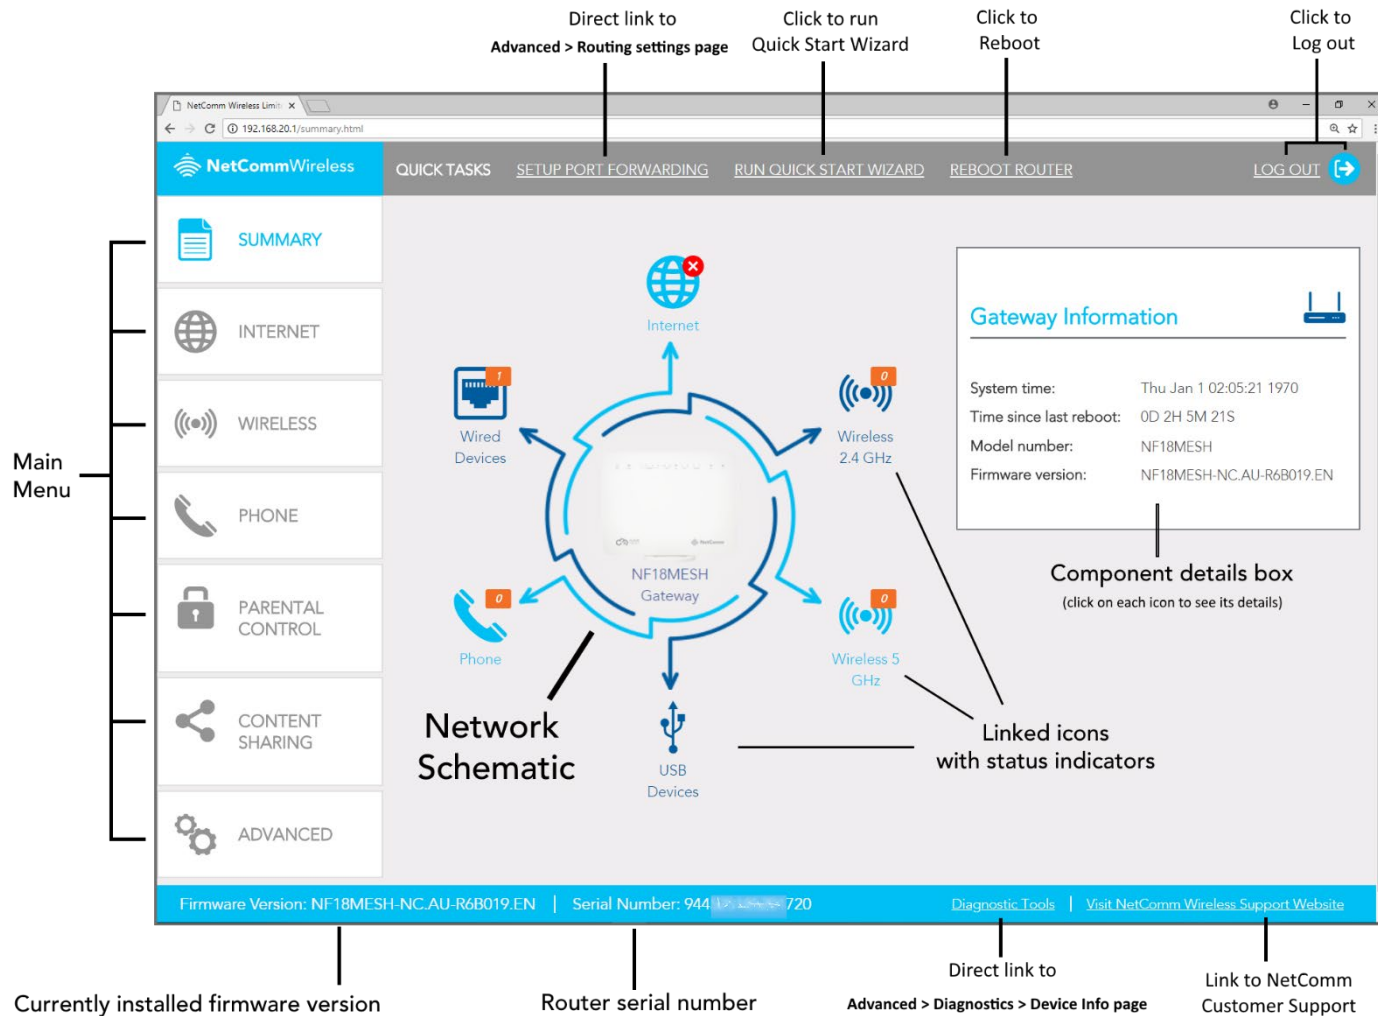 Direct link to
Advanced > Routing settings page
Click to run
Quick Start Wizard
Click to
Reboot
Click to
Log out
NetComm Wireless Limit
192.168.20.1/summary.html
NetCommWireless
QUICK TASKS
SETUP PORT FORWARDING
RUN QUICK START WIZARD
REBOOT ROUTER
LOG OUT
Main
Menu
SUMMARY
INTERNET
WIRELESS
PHONE
PARENTAL
CONTROL
CONTENT
SHARING
ADVANCED
Internet
1
Wired
Devices
0
Wireless
2.4 GHz
NetComm
NF18MESH
Gateway
0
Phone
0
Wireless 5
GHz
USB
Devices
Network
Schematic
Linked icons
with status indicators
Gateway Information
System time: Thu Jan 1 02:05:21 1970
Time since last reboot: 0D 2H 5M 21S
Model number: NF18MESH
Firmware version: NF18MESH-NC.AU-R6B019.EN
Component details box
(click on each icon to see its details)
Firmware Version: NF18MESH-NC.AU-R6B019.EN
Serial Number: 944 720
Diagnostic Tools
Visit NetComm Wireless Support Website
Currently installed firmware version
Router serial number
Direct link to
Advanced > Diagnostics > Device Info page
Link to NetComm
Customer Support